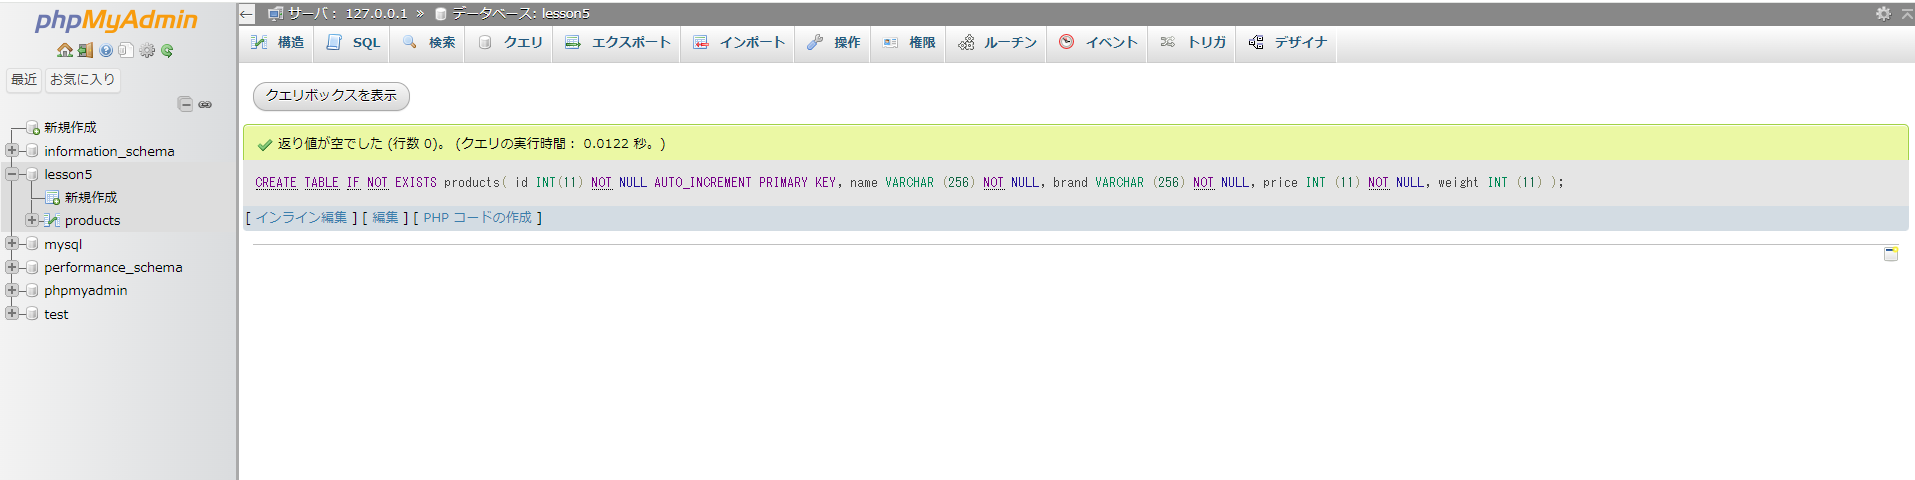 phpMyAdmin
最近 お気に入り
新規作成
information_schema
lesson5
新規作成
products
mysql
performance_schema
phpmyadmin
test
サーバ： 127.0.0.1 » データベース: lesson5
構造 SQL 検索 クエリ エクスポート インポート 操作 権限 ルーチン イベント トリガ デザイナ
クエリボックスを表示
返り値が空でした (行数 0)。 (クエリの実行時間： 0.0122 秒。)
CREATE TABLE IF NOT EXISTS products( id INT(11) NOT NULL AUTO_INCREMENT PRIMARY KEY, name VARCHAR (256) NOT NULL, brand VARCHAR (256) NOT NULL, price INT (11) NOT NULL, weight INT (11) );
[ インライン編集 ] [ 編集 ] [ PHP コードの作成 ]